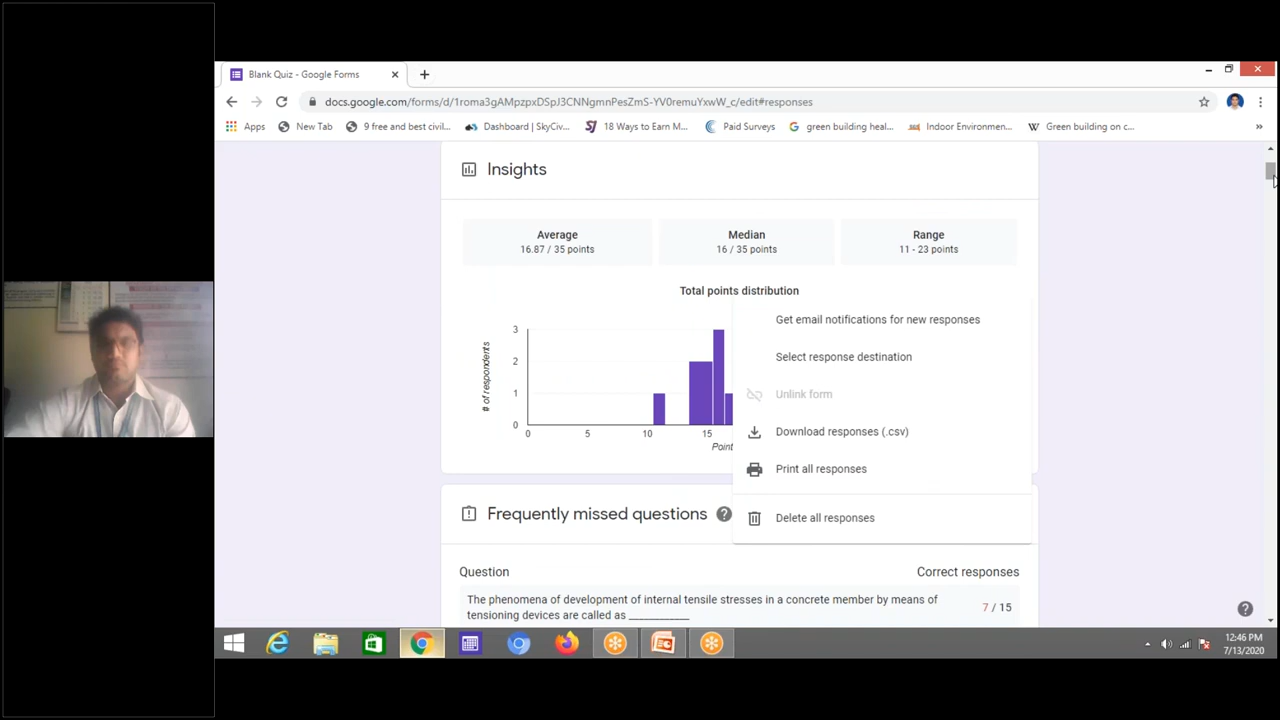 Blank Quiz - Google Forms
docs.google.com/forms/d/1roma3gAMpzpxDSpJ3CNNgmnPesZmS-YV0remuYxwW_c/edit#responses
Apps New Tab 9 free and best civil... Dashboard | SkyCiv... 18 Ways to Earn M... Paid Surveys green building heal... Indoor Environmen... Green building on c... »
Insights
Average Median Range
16.87 / 35 points 16 / 35 points 11 - 23 points
Total points distribution
# of respondents
3
2
1
0
0 5 10 15
Point
Get email notifications for new responses
Select response destination
Unlink form
Download responses (.csv)
Print all responses
Delete all responses
Frequently missed questions
Question Correct responses
The phenomena of development of internal tensile stresses in a concrete member by means of
tensioning devices are called as ___________
7 / 15
12:46 PM
7/13/2020